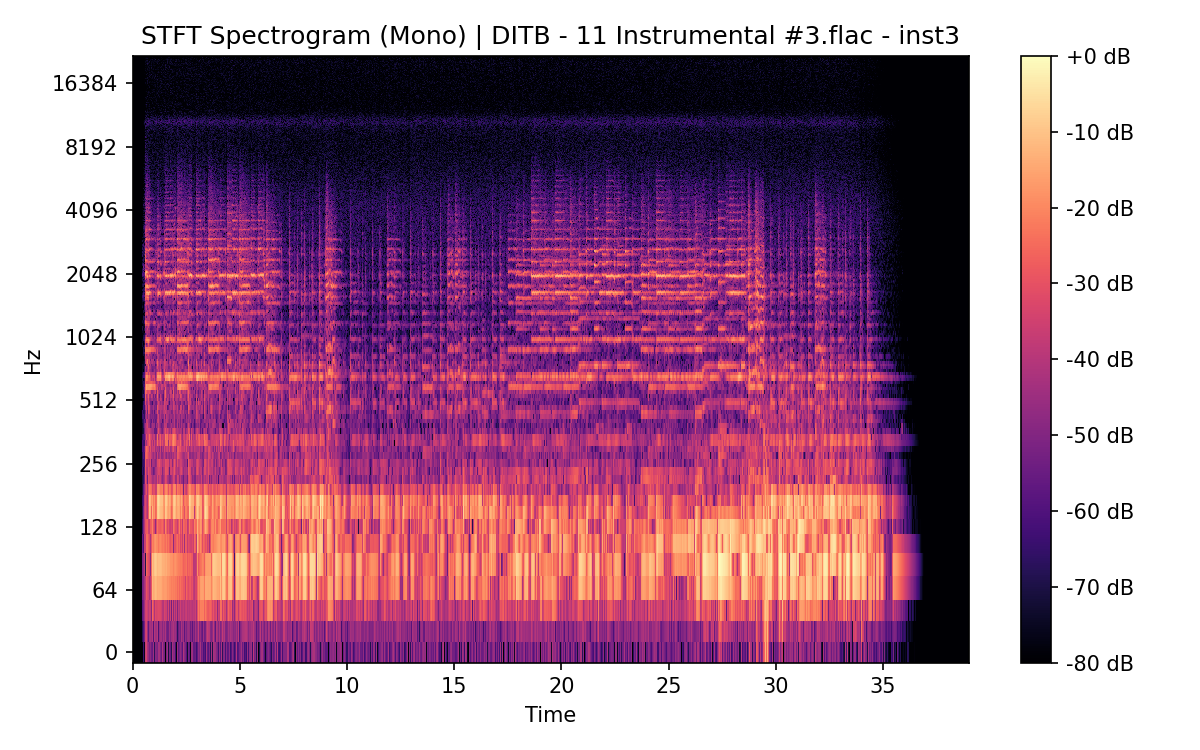 STFT Spectrogram (Mono) | DITB - 11 Instrumental #3.flac - inst3
16384
8192
4096
2048
1024
512
256
128
64
0
Hz
0 5 10 15 20 25 30 35
Time
+0 dB
-10 dB
-20 dB
-30 dB
-40 dB
-50 dB
-60 dB
-70 dB
-80 dB